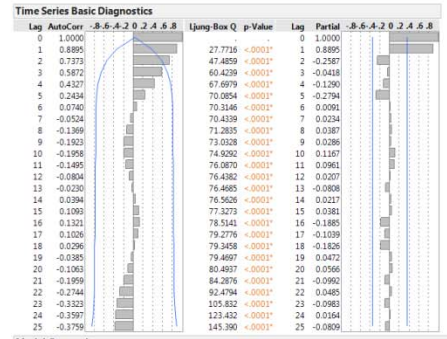 Time Series Basic Diagnostics
Lag AutoCorr -.8-.6-.4-.2 0 .2 .4 .6 .8 Ljung-Box Q p-Value Lag Partial -.8-.6-.4-.2 0 .2 .4 .6 .8
0 1.0000 . . 0 1.0000
1 0.8895 27.7716 <.0001* 1 0.8895
2 0.7373 47.4859 <.0001* 2 -0.2587
3 0.5872 60.4239 <.0001* 3 -0.0418
4 0.4327 67.6979 <.0001* 4 -0.1290
5 0.2434 70.0854 <.0001* 5 -0.2794
6 0.0740 70.3146 <.0001* 6 0.0091
7 -0.0524 70.4339 <.0001* 7 0.0234
8 -0.1369 71.2835 <.0001* 8 0.0387
9 -0.1923 73.0328 <.0001* 9 0.0286
10 -0.1958 74.9292 <.0001* 10 0.1167
11 -0.1495 76.0870 <.0001* 11 0.0961
12 -0.0804 76.4382 <.0001* 12 0.0207
13 -0.0230 76.4685 <.0001* 13 -0.0808
14 0.0394 76.5626 <.0001* 14 0.0217
15 0.1093 77.3273 <.0001* 15 0.0381
16 0.1321 78.5141 <.0001* 16 -0.1885
17 0.1026 79.2776 <.0001* 17 -0.1039
18 0.0296 79.3458 <.0001* 18 -0.1826
19 -0.0385 79.4697 <.0001* 19 0.0472
20 -0.1063 80.4937 <.0001* 20 0.0566
21 -0.1959 84.2876 <.0001* 21 -0.0992
22 -0.2744 92.4794 <.0001* 22 0.0485
23 -0.3323 105.832 <.0001* 23 -0.0983
24 -0.3597 123.432 <.0001* 24 0.0164
25 -0.3759 145.390 <.0001* 25 -0.0809